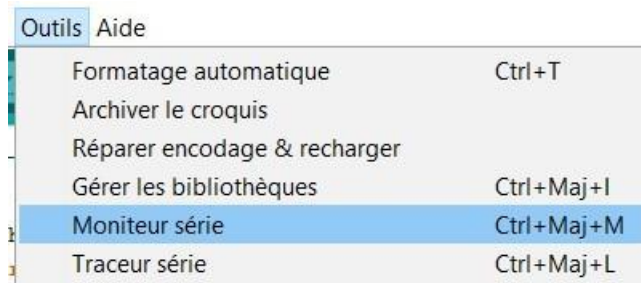 Outils Aide
Formatage automatique Ctrl+T
Archiver le croquis
Réparer encodage & recharger
Gérer les bibliothèques Ctrl+Maj+I
Moniteur série Ctrl+Maj+M
Traceur série Ctrl+Maj+L